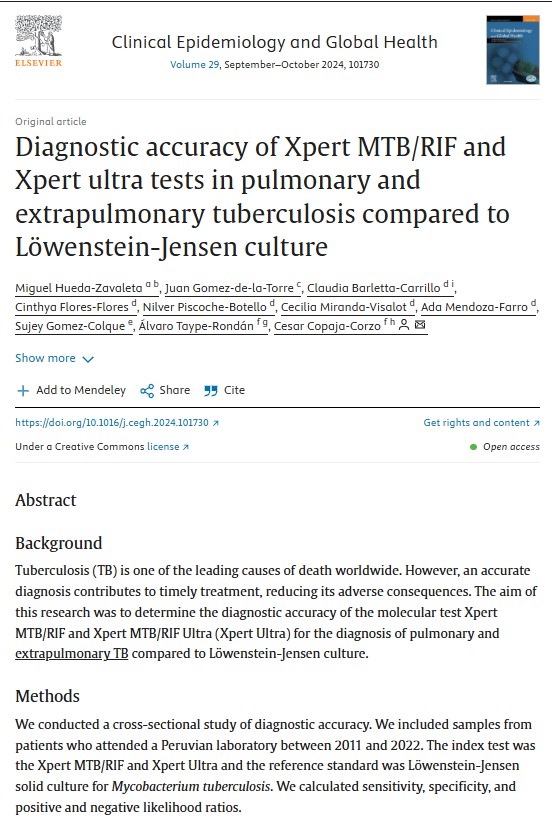 ELSEVIER
Clinical Epidemiology and Global Health
Volume 29, September–October 2024, 101730
Original article
Diagnostic accuracy of Xpert MTB/RIF and
Xpert ultra tests in pulmonary and
extrapulmonary tuberculosis compared to
Löwenstein-Jensen culture
Miguel Hueda-Zavaleta a b, Juan Gomez-de-la-Torre c, Claudia Barletta-Carrillo d i,
Cinthya Flores-Flores d, Nilver Piscoche-Botello d, Cecilia Miranda-Visalot d, Ada Mendoza-Farro d,
Sujey Gomez-Colque e, Álvaro Taype-Rondán f g, Cesar Copaja-Corzo f h
Show more
Add to Mendeley Share Cite
https://doi.org/10.1016/j.cegh.2024.101730 Get rights and content
Under a Creative Commons license Open access
Abstract
Background
Tuberculosis (TB) is one of the leading causes of death worldwide. However, an accurate
diagnosis contributes to timely treatment, reducing its adverse consequences. The aim of
this research was to determine the diagnostic accuracy of the molecular test Xpert
MTB/RIF and Xpert MTB/RIF Ultra (Xpert Ultra) for the diagnosis of pulmonary and
extrapulmonary TB compared to Löwenstein-Jensen culture.
Methods
We conducted a cross-sectional study of diagnostic accuracy. We included samples from
patients who attended a Peruvian laboratory between 2011 and 2022. The index test was
the Xpert MTB/RIF and Xpert Ultra and the reference standard was Löwenstein-Jensen
solid culture for Mycobacterium tuberculosis. We calculated sensitivity, specificity, and
positive and negative likelihood ratios.